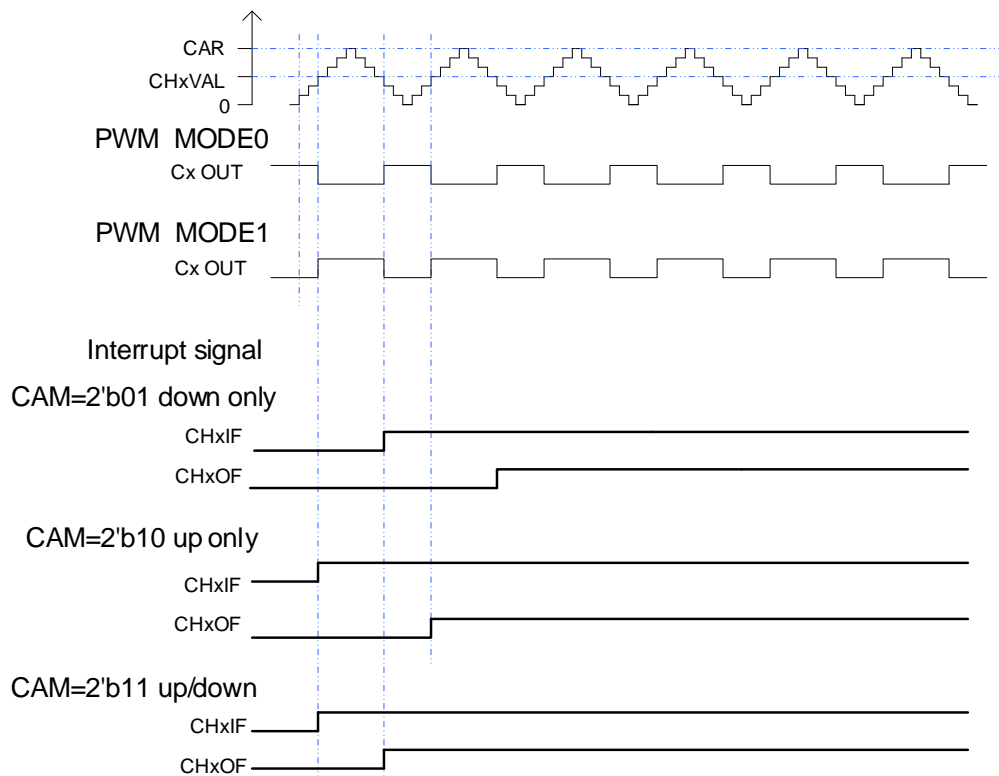 CAR
CHxVAL
0
PWM MODE0
Cx OUT
PWM MODE1
Cx OUT
Interrupt signal
CAM=2'b01 down only
CHxIF
CHxOF
CAM=2'b10 up only
CHxIF
CHxOF
CAM=2'b11 up/down
CHxIF
CHxOF